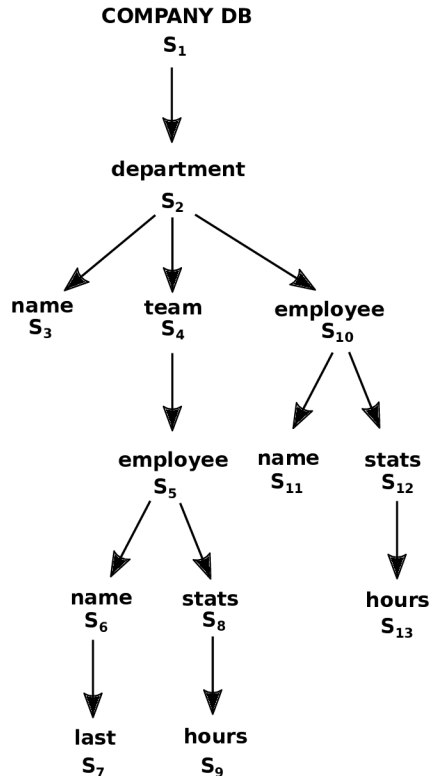 COMPANY DB
S1
department
S2
name team employee
S3 S4 S10
employee name stats
S5 S11 S12
name stats hours
S6 S8 S13
last hours
S7 S9